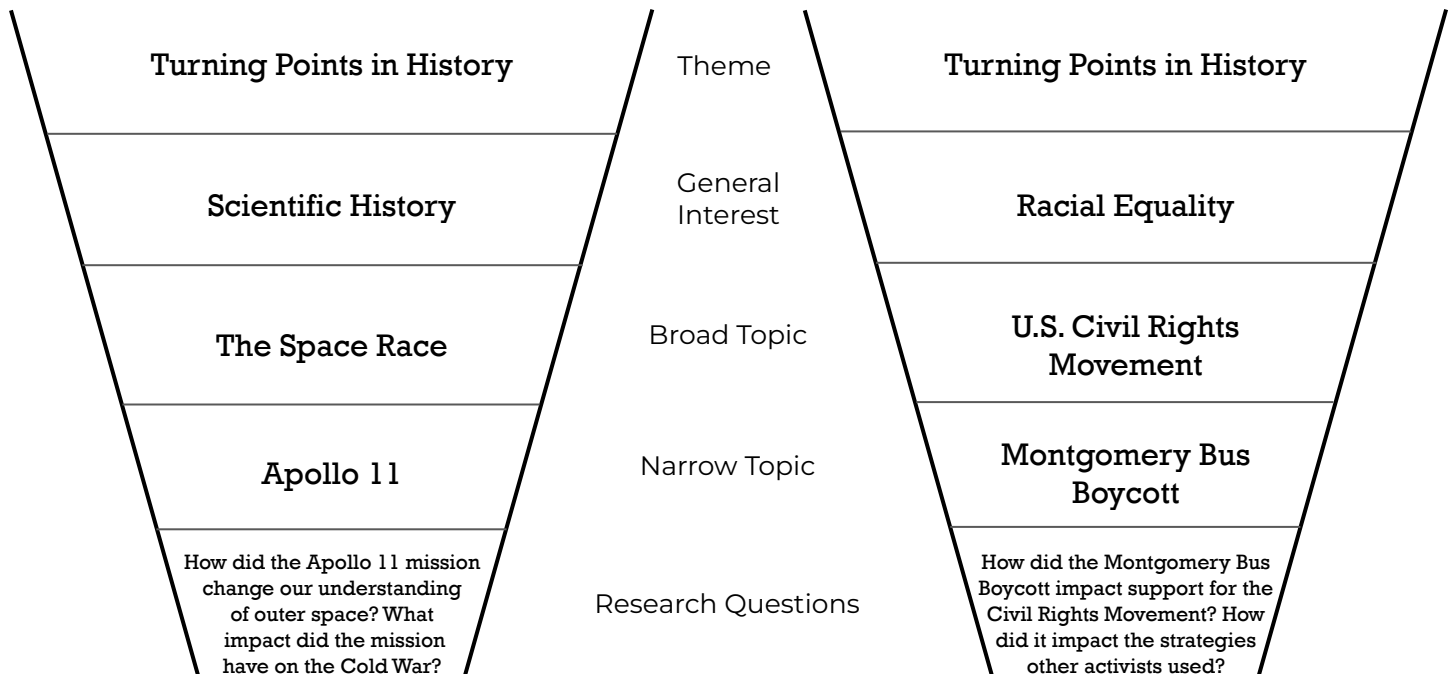 Turning Points in History
Theme
Turning Points in History
Scientific History
General
Interest
Racial Equality
The Space Race
Broad Topic
U.S. Civil Rights
Movement
Apollo 11
Narrow Topic
Montgomery Bus
Boycott
How did the Apollo 11 mission
change our understanding
of outer space? What
impact did the mission
have on the Cold War?
Research Questions
How did the Montgomery Bus
Boycott impact support for the
Civil Rights Movement? How
did it impact the strategies
other activists used?